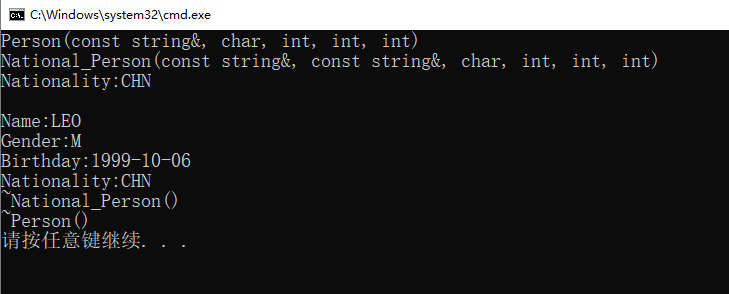 C:\Windows\system32\cmd.exe
Person(const string&, char, int, int, int)
National_Person(const string&, const string&, char, int, int, int)
Nationality:CHN

Name:LEO
Gender:M
Birthday:1999-10-06
Nationality:CHN
~National_Person()
~Person()
请按任意键继续. . .